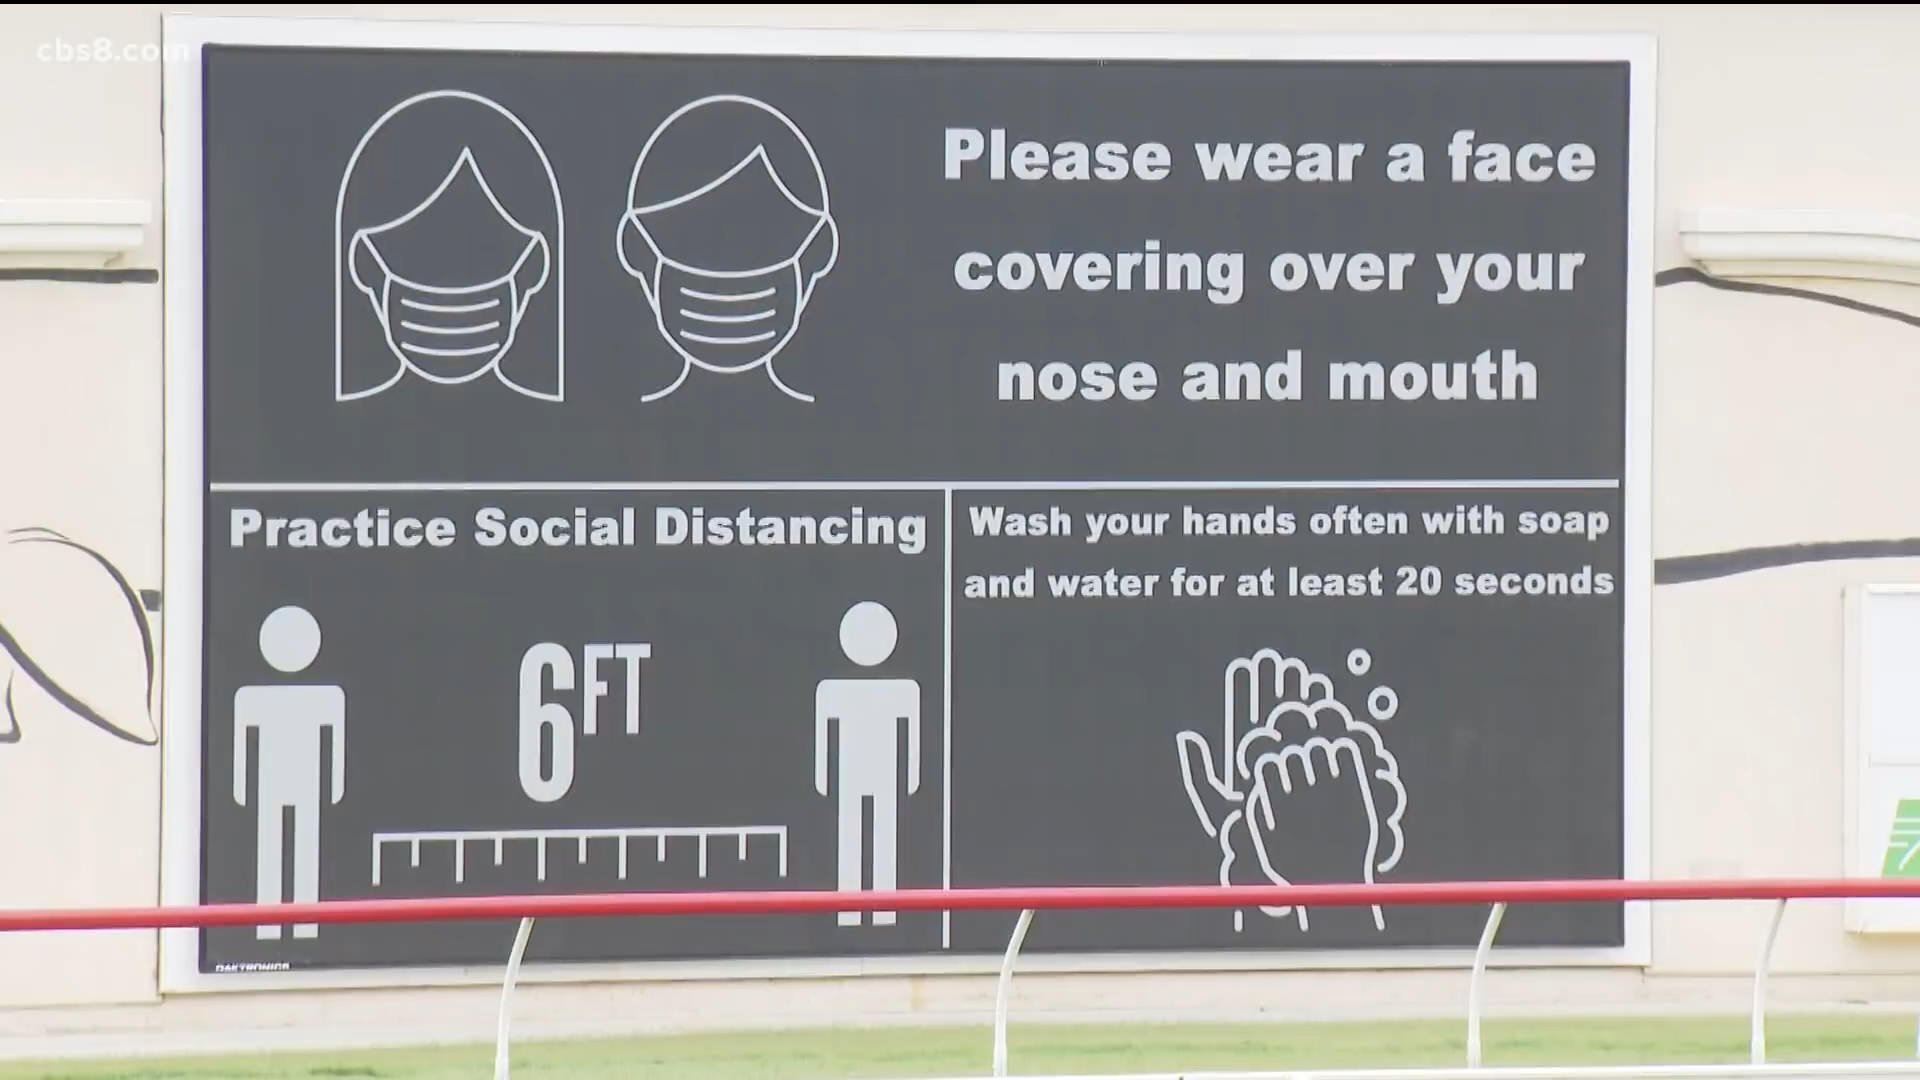 cbs8.com
Please wear a face
covering over your
nose and mouth
Practice Social Distancing
6FT
Wash your hands often with soap
and water for at least 20 seconds
DAKTRONICS